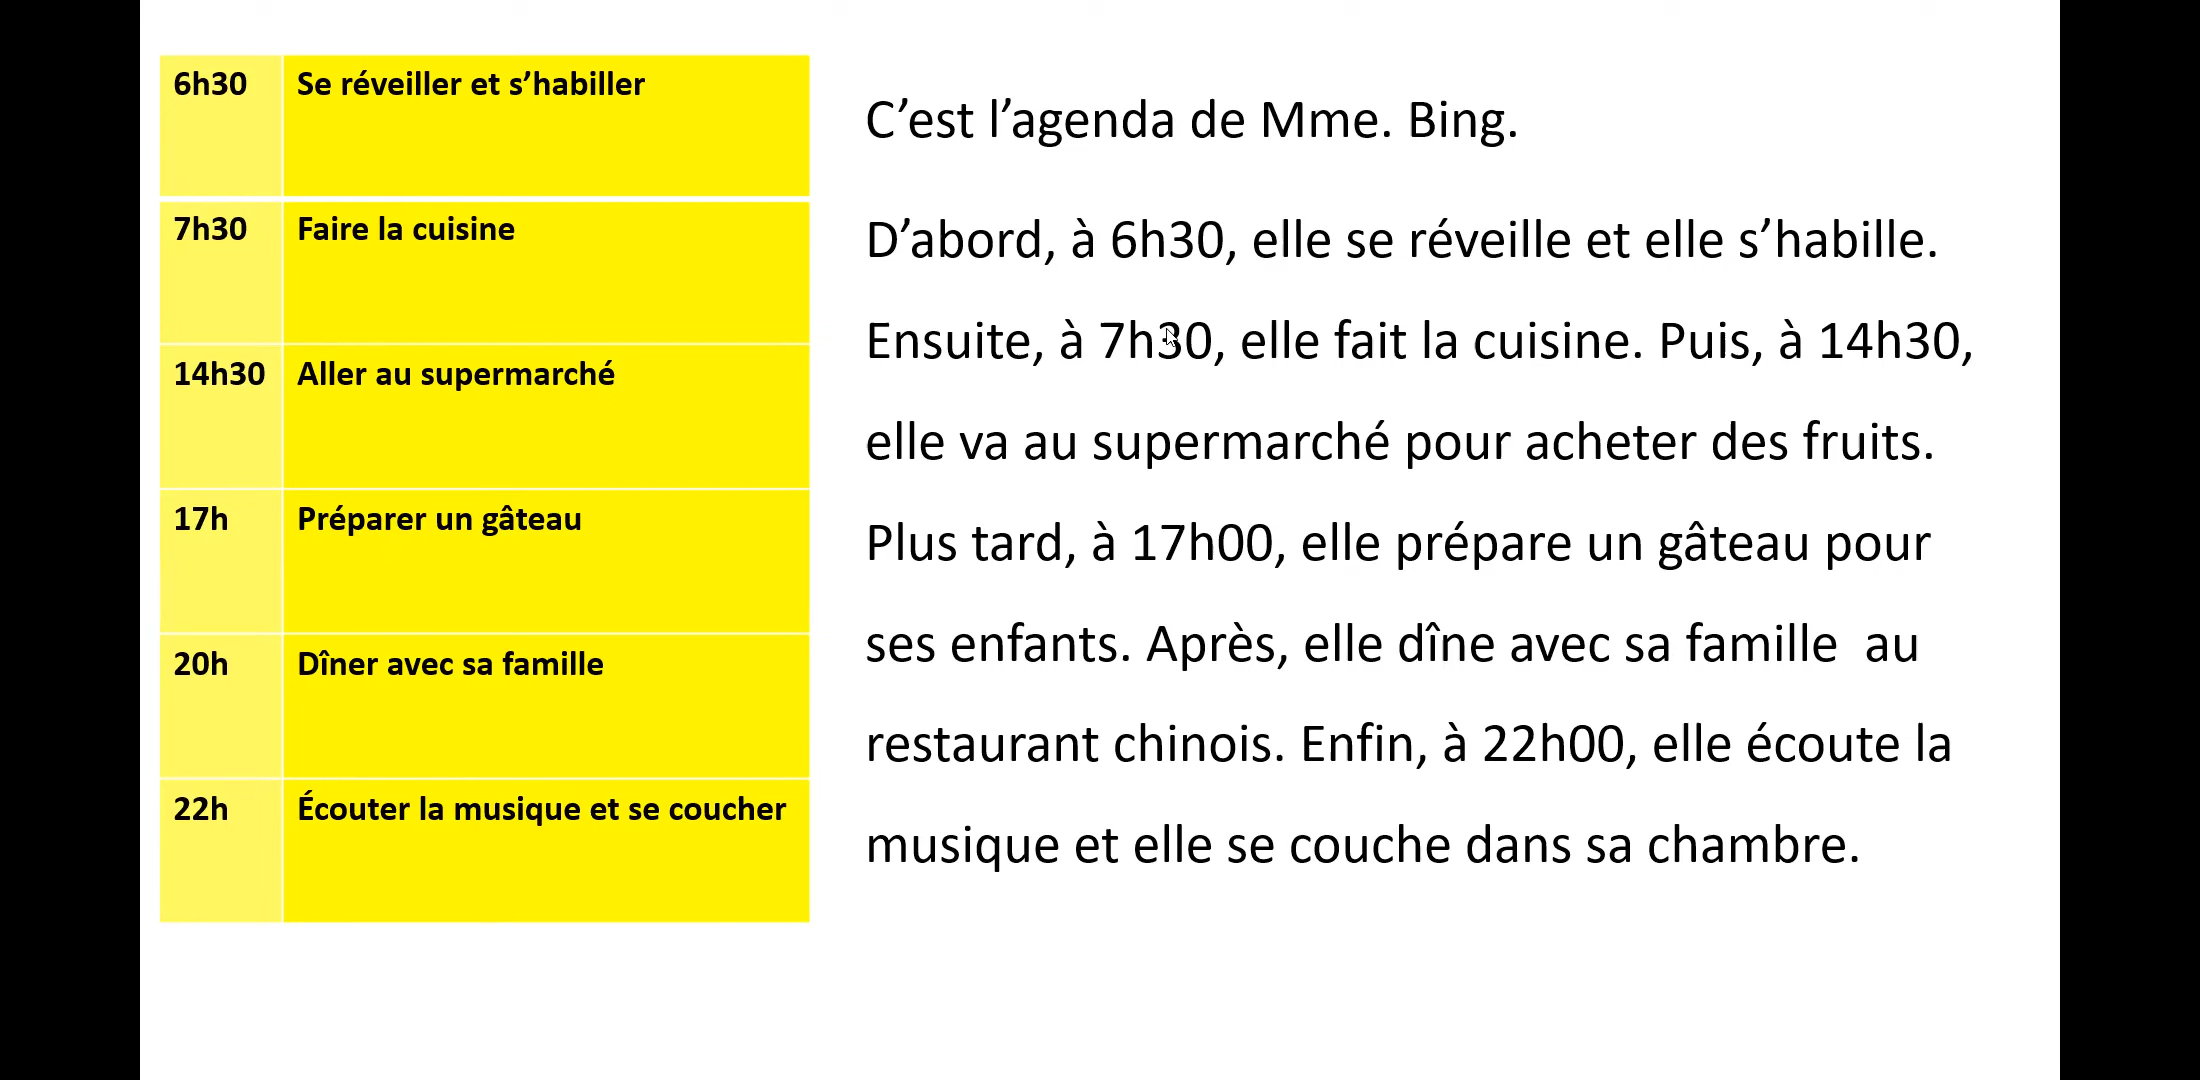 6h30 Se réveiller et s’habiller
7h30 Faire la cuisine
14h30 Aller au supermarché
17h Préparer un gâteau
20h Dîner avec sa famille
22h Écouter la musique et se coucher
C’est l’agenda de Mme. Bing.
D’abord, à 6h30, elle se réveille et elle s’habille.
Ensuite, à 7h30, elle fait la cuisine. Puis, à 14h30,
elle va au supermarché pour acheter des fruits.
Plus tard, à 17h00, elle prépare un gâteau pour
ses enfants. Après, elle dîne avec sa famille  au
restaurant chinois. Enfin, à 22h00, elle écoute la
musique et elle se couche dans sa chambre.